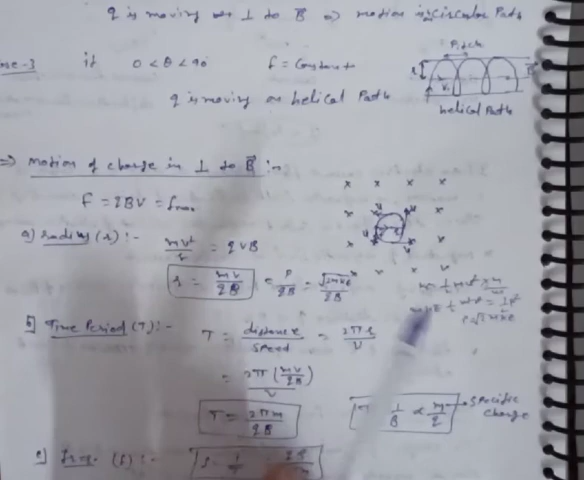 q is moving ⊥ to B⃗ ⇒ motion is circular Path
if 0 < θ < 90 F = Constant
Pitch
q is moving on helical Path
helical Path
⇒ motion of charge in ⊥ to B⃗ :-
F = qBV = fmax
a) radius (r) :- mv²/r = qVB
r = mv/qB = P/qB = √2mKE/qB
b) Time Period (T) :- T = distance/Speed = 2πr/V
= 2π(mv/qB)/v
T = 2πm/qB
1/B ∝ m/q → Specific Charge
c) freq. (f) :-